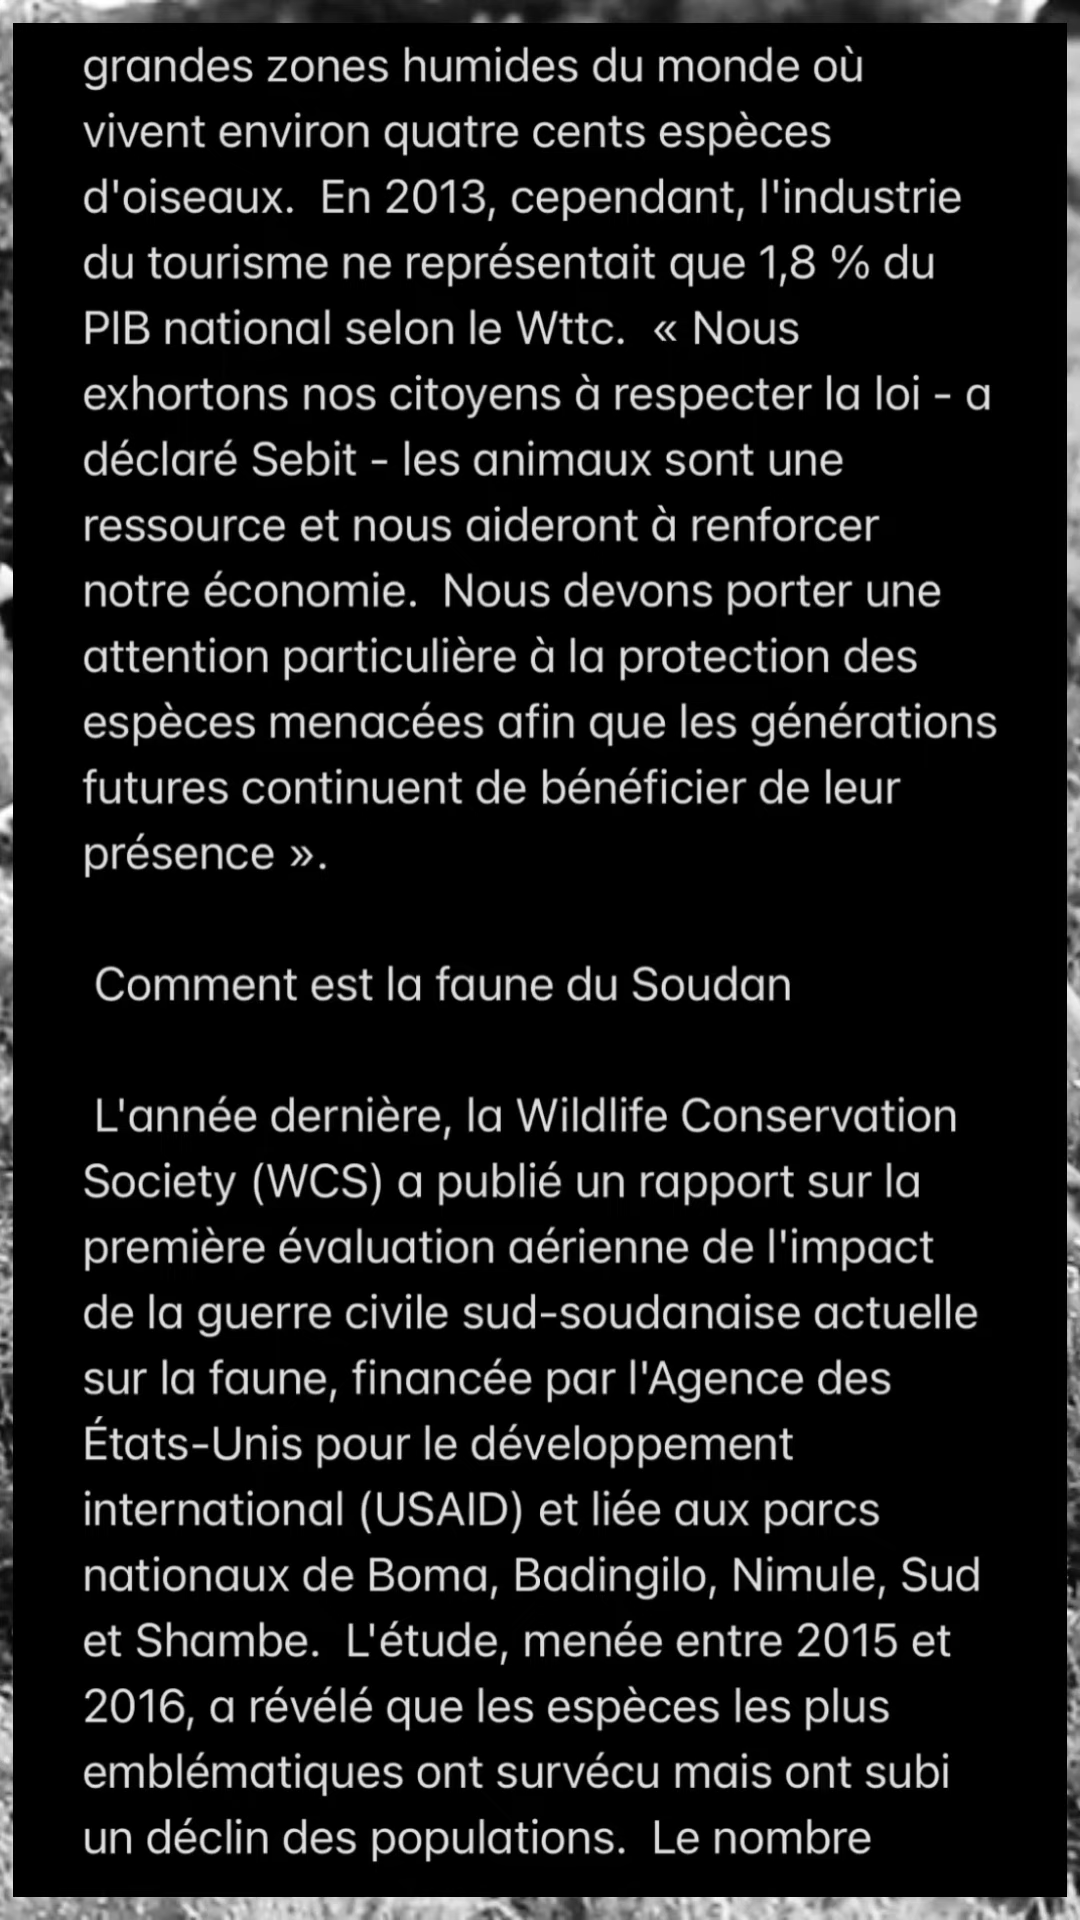 grandes zones humides du monde où
vivent environ quatre cents espèces
d'oiseaux.  En 2013, cependant, l'industrie
du tourisme ne représentait que 1,8 % du
PIB national selon le Wttc.  « Nous
exhortons nos citoyens à respecter la loi - a
déclaré Sebit - les animaux sont une
ressource et nous aideront à renforcer
notre économie.  Nous devons porter une
attention particulière à la protection des
espèces menacées afin que les générations
futures continuent de bénéficier de leur
présence ».
Comment est la faune du Soudan
L'année dernière, la Wildlife Conservation
Society (WCS) a publié un rapport sur la
première évaluation aérienne de l'impact
de la guerre civile sud-soudanaise actuelle
sur la faune, financée par l'Agence des
États-Unis pour le développement
international (USAID) et liée aux parcs
nationaux de Boma, Badingilo, Nimule, Sud
et Shambe.  L'étude, menée entre 2015 et
2016, a révélé que les espèces les plus
emblématiques ont survécu mais ont subi
un déclin des populations.  Le nombre